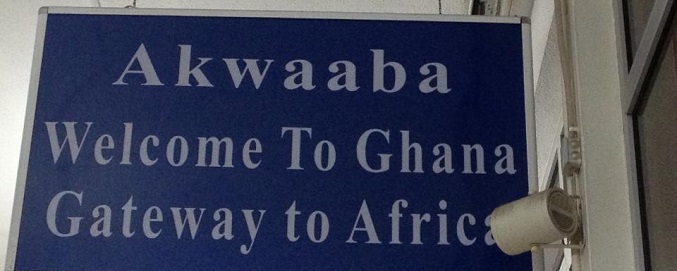 Akwaaba
Welcome To Ghana
Gateway to Africa